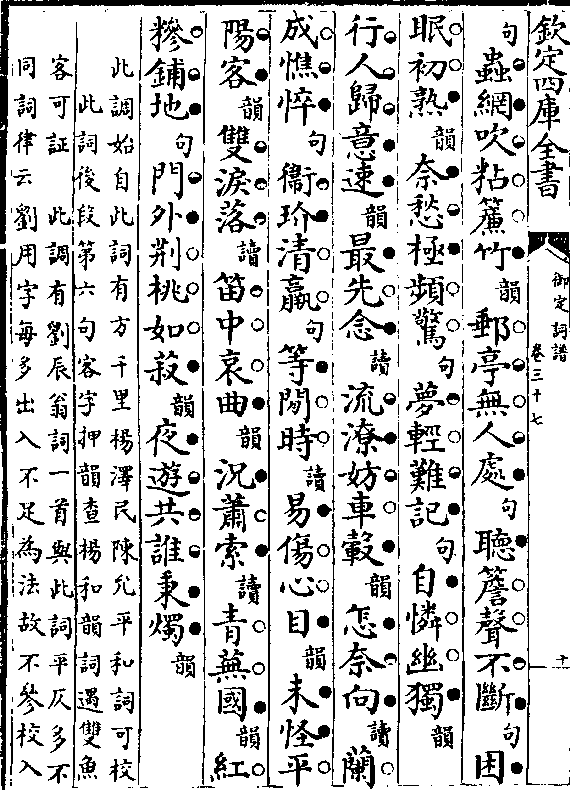 欽定四庫全書
御定詞譜
卷三十七
十
句蟲網吹粘簾竹韻郵亭無人處句聽簷聲不斷句困
眠初熟韻奈愁極頻驚句夢輕難記句自憐幽獨韻
行人歸意速韻最先念讀流潦妨車轂韻怎奈向讀蘭
成憔悴句衞玠清羸句等閒時讀易傷心目韻未怪平
陽客韻雙淚落讀笛中哀曲韻況蕭索讀青蕪國韻紅
糝鋪地句門外荆桃如菽韻夜遊共誰秉燭韻
此調始自此詞有方千里楊澤民陳允平和詞可校
此詞後段第六句客字押韻查楊和韻詞遇雙魚
客可証 此調有劉辰翁詞一首與此詞平仄多不
同詞律云劉用字每多出入不足為法故不參校入